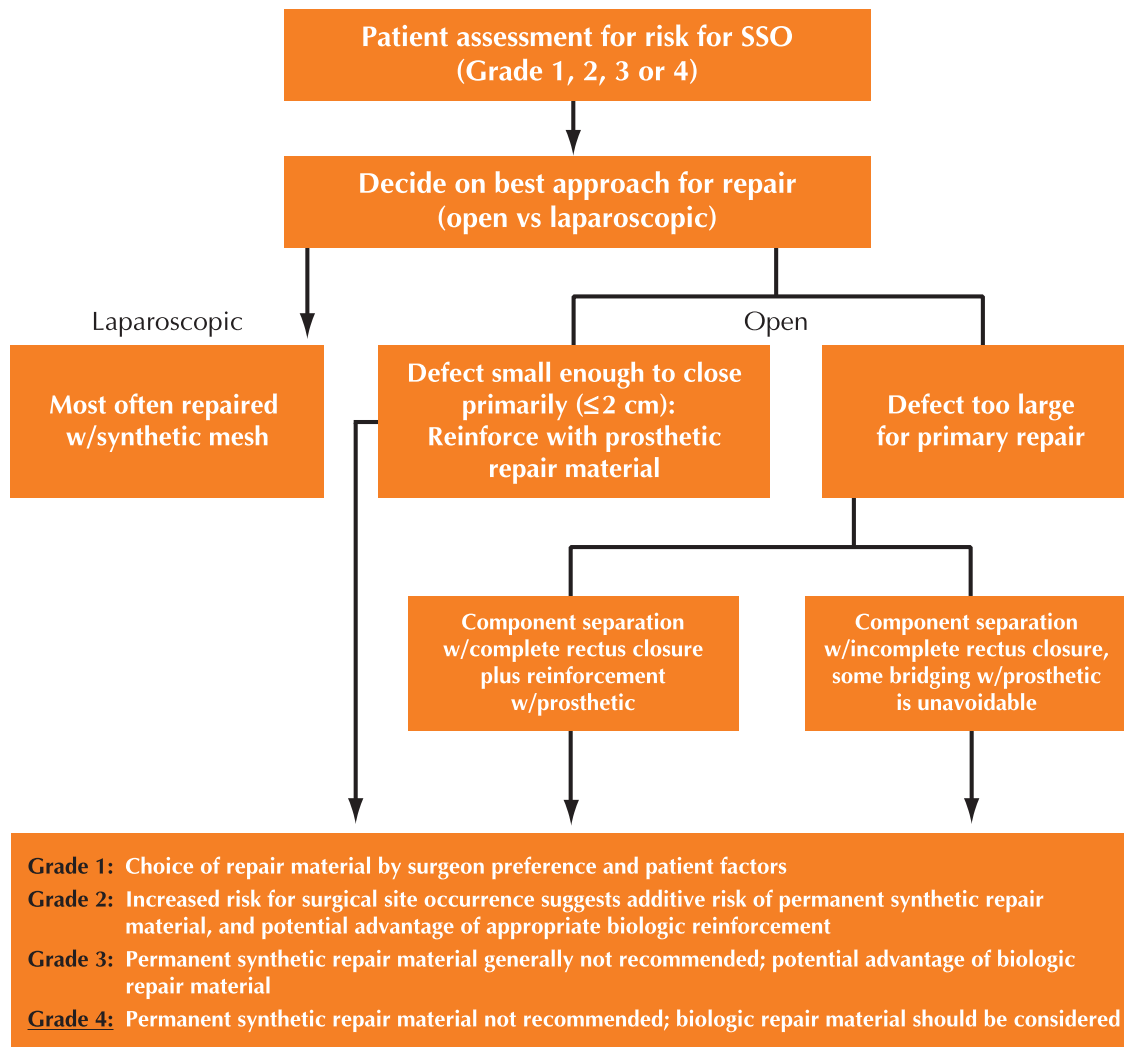 Patient assessment for risk for SSO
(Grade 1, 2, 3 or 4)
Decide on best approach for repair
(open vs laparoscopic)
Laparoscopic
Open
Most often repaired
w/synthetic mesh
Defect small enough to close
primarily (≤2 cm):
Reinforce with prosthetic
repair material
Defect too large
for primary repair
Component separation
w/complete rectus closure
plus reinforcement
w/prosthetic
Component separation
w/incomplete rectus closure,
some bridging w/prosthetic
is unavoidable
Grade 1: Choice of repair material by surgeon preference and patient factors
Grade 2: Increased risk for surgical site occurrence suggests additive risk of permanent synthetic repair
material, and potential advantage of appropriate biologic reinforcement
Grade 3: Permanent synthetic repair material generally not recommended; potential advantage of biologic
repair material
Grade 4: Permanent synthetic repair material not recommended; biologic repair material should be considered